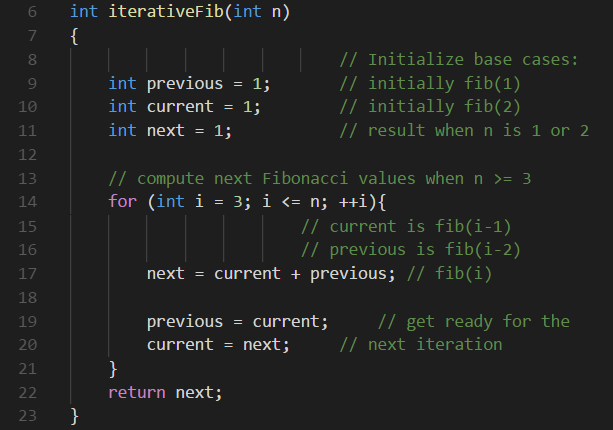 6 int iterativeFib(int n)
7 {
8 // Initialize base cases:
9 int previous = 1; // initially fib(1)
10 int current = 1; // initially fib(2)
11 int next = 1; // result when n is 1 or 2
12
13 // compute next Fibonacci values when n >= 3
14 for (int i = 3; i <= n; ++i){
15 // current is fib(i-1)
16 // previous is fib(i-2)
17 next = current + previous; // fib(i)
18
19 previous = current; // get ready for the
20 current = next; // next iteration
21 }
22 return next;
23 }